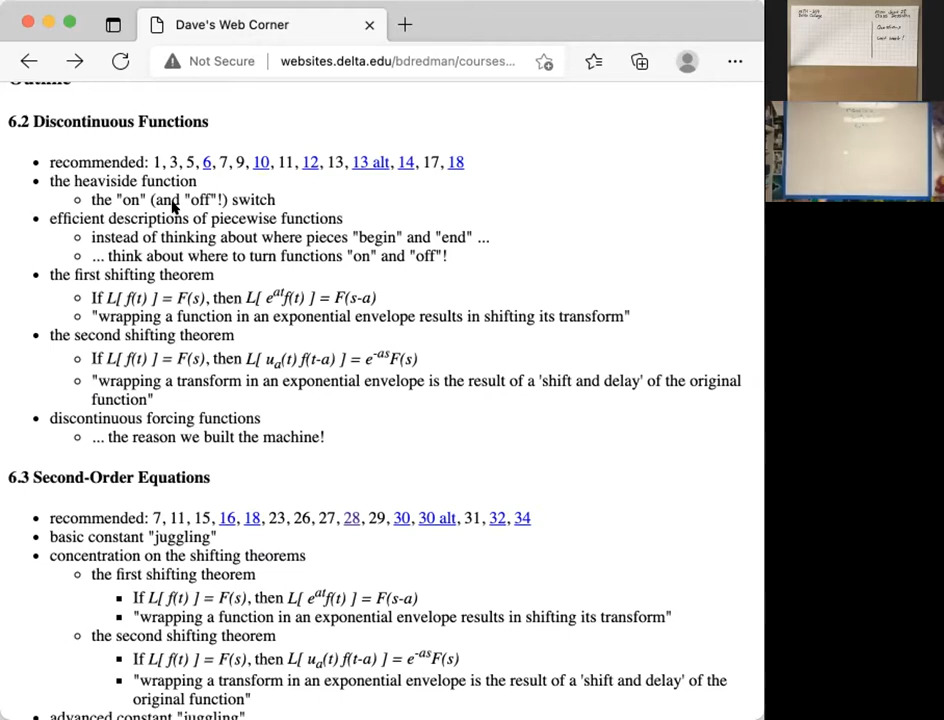 Dave's Web Corner
Not Secure
websites.delta.edu/bdredman/courses...
Outline
6.2 Discontinuous Functions
• recommended: 1, 3, 5, 6, 7, 9, 10, 11, 12, 13, 13 alt, 14, 17, 18
• the heaviside function
◦ the "on" (and "off"!) switch
• efficient descriptions of piecewise functions
◦ instead of thinking about where pieces "begin" and "end" ...
◦ ... think about where to turn functions "on" and "off"!
• the first shifting theorem
◦ If L[ f(t) ] = F(s), then L[ e^at f(t) ] = F(s-a)
◦ "wrapping a function in an exponential envelope results in shifting its transform"
• the second shifting theorem
◦ If L[ f(t) ] = F(s), then L[ u_a(t) f(t-a) ] = e^-as F(s)
◦ "wrapping a transform in an exponential envelope is the result of a 'shift and delay' of the original
function"
• discontinuous forcing functions
◦ ... the reason we built the machine!
6.3 Second-Order Equations
• recommended: 7, 11, 15, 16, 18, 23, 26, 27, 28, 29, 30, 30 alt, 31, 32, 34
• basic constant "juggling"
• concentration on the shifting theorems
◦ the first shifting theorem
▪ If L[ f(t) ] = F(s), then L[ e^at f(t) ] = F(s-a)
▪ "wrapping a function in an exponential envelope results in shifting its transform"
◦ the second shifting theorem
▪ If L[ f(t) ] = F(s), then L[ u_a(t) f(t-a) ] = e^-as F(s)
▪ "wrapping a transform in an exponential envelope is the result of a 'shift and delay' of the
original function"
• advanced constant "juggling"
Delta College
Questions